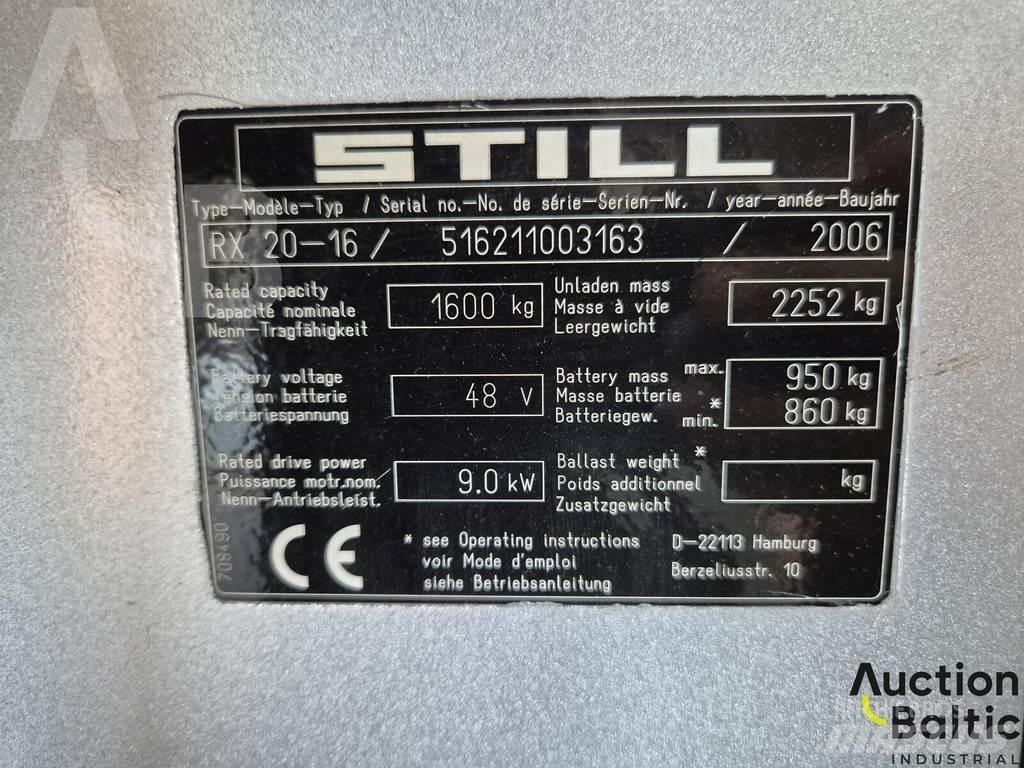 STILL
Type-Modèle-Typ / Serial no.-No. de série-Serien-Nr. / year-année-Baujahr
RX 20-16 / 516211003163 / 2006
Rated capacity
Capacité nominale
Nenn-Tragfähigkeit
1600 kg
Unladen mass
Masse à vide
Leergewicht
2252 kg
Battery voltage
Tension batterie
Batteriespannung
48 V
Battery mass max.
Masse batterie *
Batteriegew. min.
950 kg
860 kg
Rated drive power
Puissance motr.nom.
Nenn-Antriebsleist.
9.0 kW
Ballast weight *
Poids additionnel
Zusatzgewicht
kg
708490
CE
* see Operating instructions
voir Mode d'emploi
siehe Betriebsanleitung
D-22113 Hamburg
Berzeliusstr. 10
Auction
Baltic
INDUSTRIAL